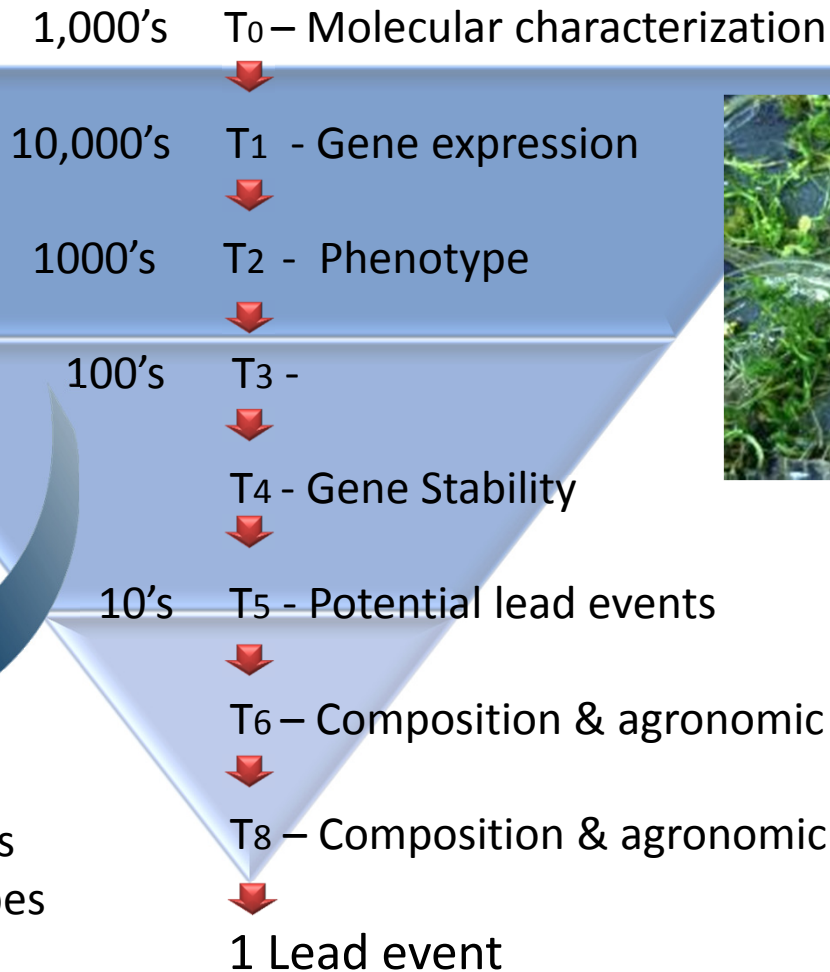 1,000’s T0 – Molecular characterization
10,000’s T1 - Gene expression
1000’s T2 - Phenotype
100’s T3 -
T4 - Gene Stability
10’s T5 - Potential lead events
T6 – Composition & agronomic
T8 – Composition & agronomic
1 Lead event